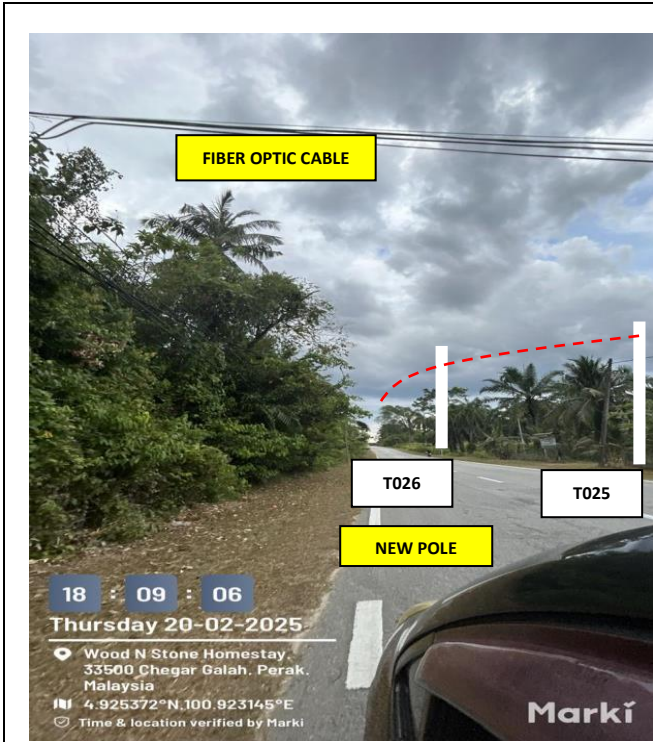 FIBER OPTIC CABLE
T026
T025
NEW POLE
18 : 09 : 06
Thursday 20-02-2025
Wood N Stone Homestay,
33500 Chegar Galah, Perak,
Malaysia
4.925372°N,100.923145°E
Time & location verified by Marki
Marki